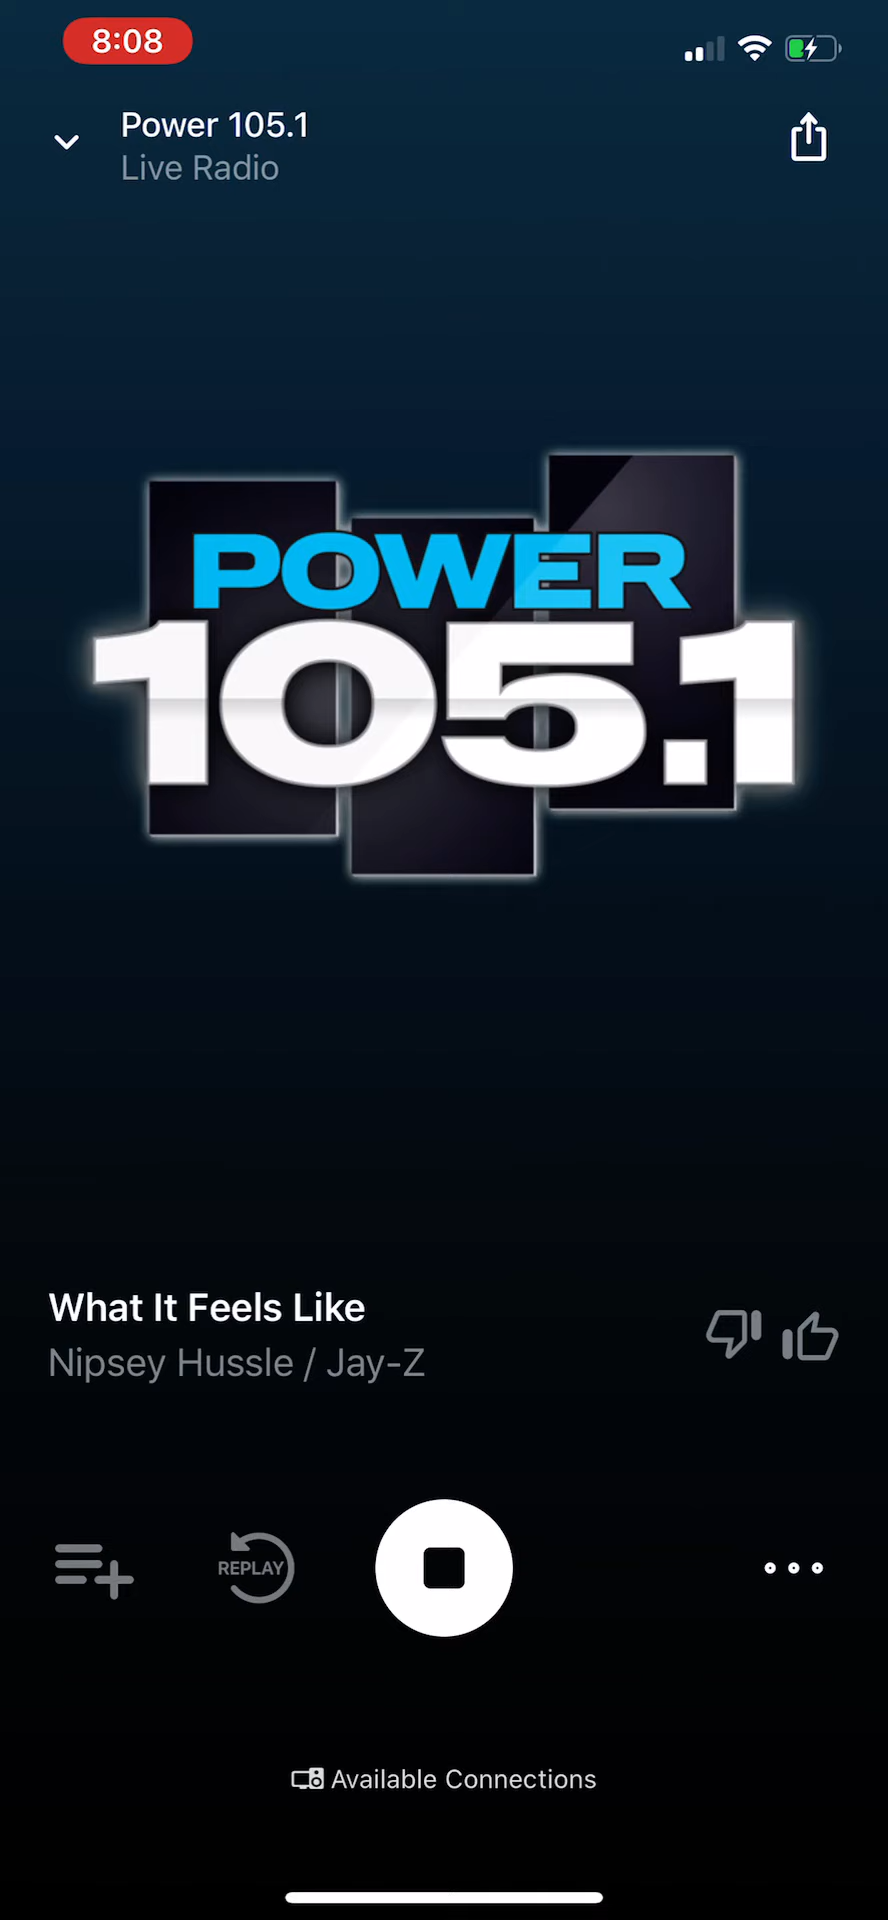 8:08
Power 105.1
Live Radio
POWER
105.1
What It Feels Like
Nipsey Hussle / Jay-Z
REPLAY
Available Connections